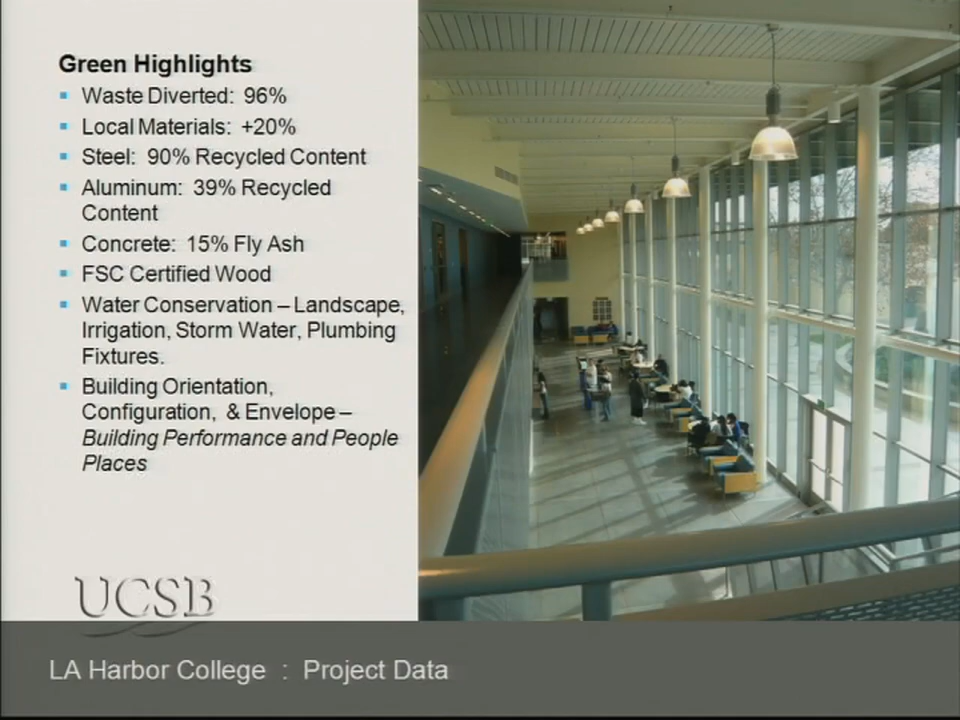 Green Highlights
Waste Diverted: 96%
Local Materials: +20%
Steel: 90% Recycled Content
Aluminum: 39% Recycled
Content
Concrete: 15% Fly Ash
FSC Certified Wood
Water Conservation – Landscape,
Irrigation, Storm Water, Plumbing
Fixtures.
Building Orientation,
Configuration, & Envelope –
Building Performance and People
Places
UCSB
LA Harbor College : Project Data